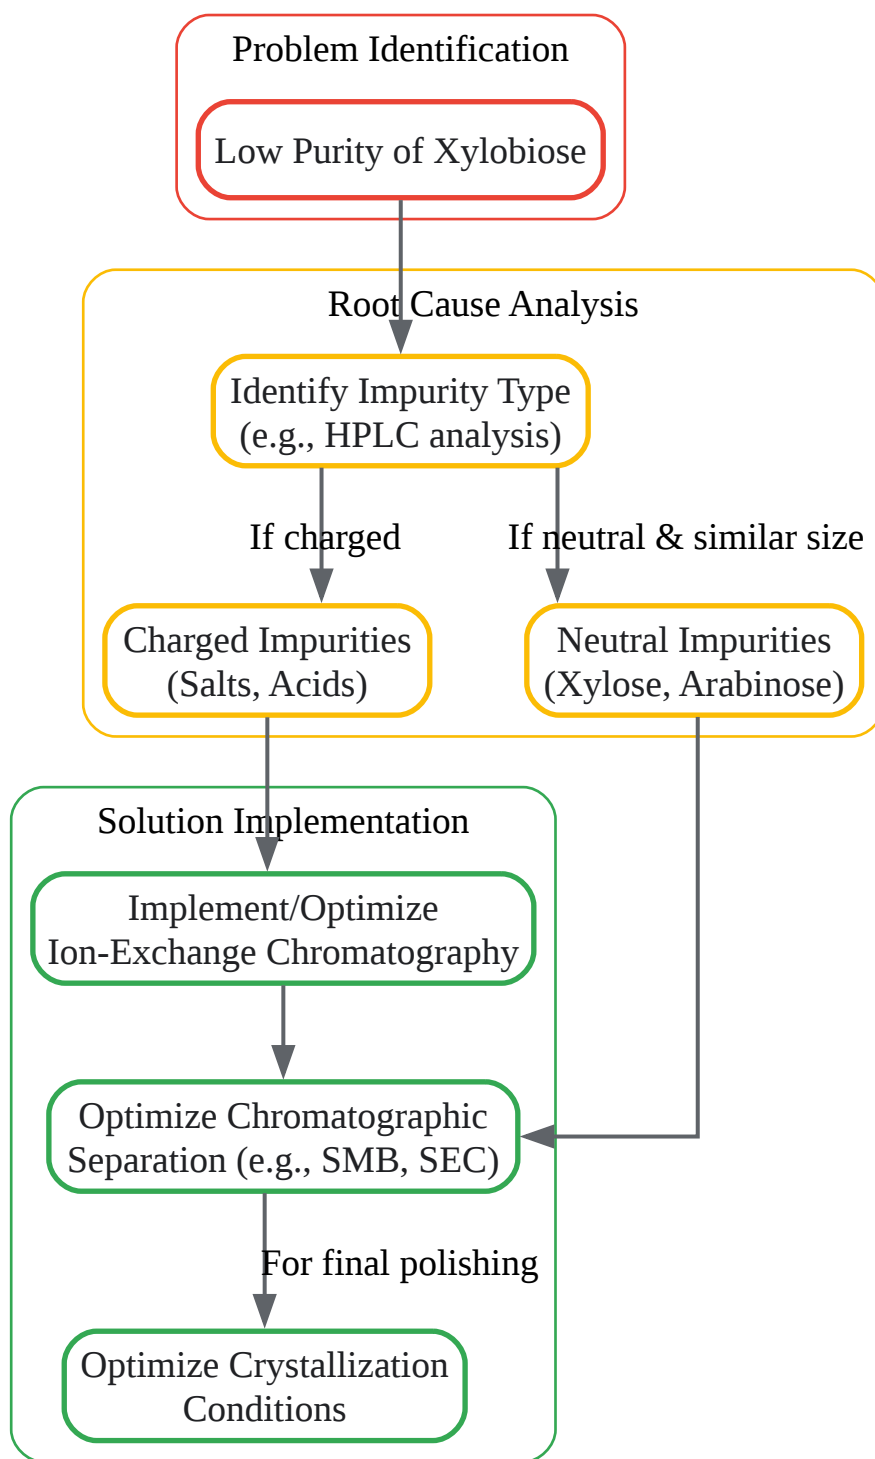 Problem Identification
Low Purity of Xylobiose
Root Cause Analysis
Identify Impurity Type
(e.g., HPLC analysis)
If charged
If neutral & similar size
Charged Impurities
(Salts, Acids)
Neutral Impurities
(Xylose, Arabinose)
Solution Implementation
Implement/Optimize
Ion-Exchange Chromatography
Optimize Chromatographic
Separation (e.g., SMB, SEC)
For final polishing
Optimize Crystallization
Conditions